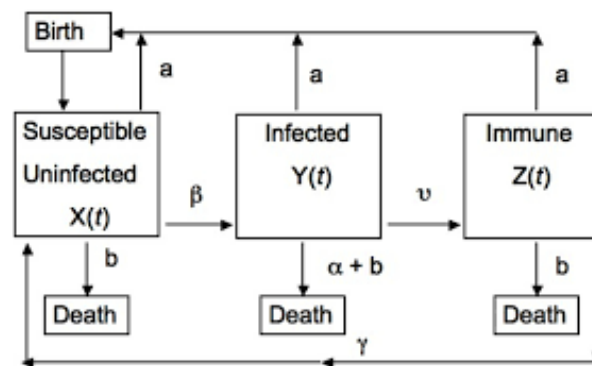 Birth
a
a
a
Susceptible
Uninfected
X(t)
β
Infected
Y(t)
υ
Immune
Z(t)
b
α + b
b
Death
Death
Death
γ